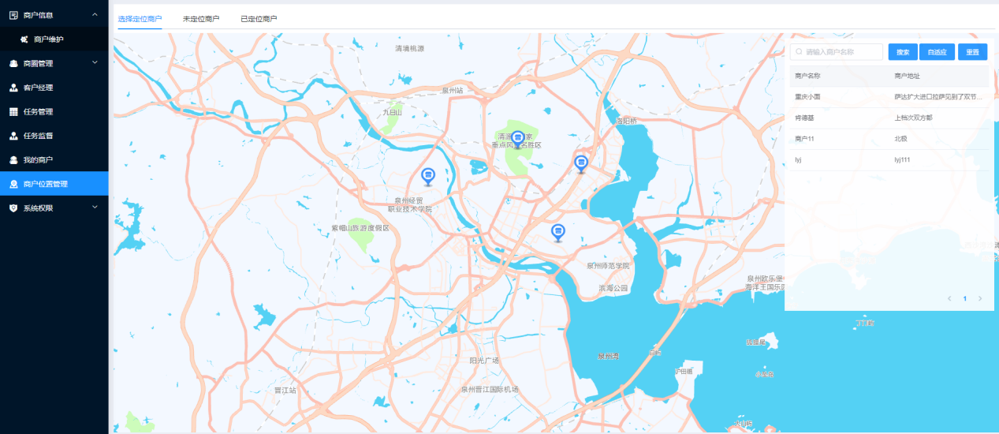 商户信息
商户维护
商圈管理
客户经理
任务管理
任务监督
我的商户
商户位置管理
系统权限
选择定位商户 未定位商户 已定位商户
请输入商户名称 搜索 自适应 重置
商户名称 商户地址
重庆小面 萨达扩大进口拉萨见到了双节...
肯德基 上档次双方都
商户11 北极
lyj lyj111
1
清境桃源
泉州站
九日山
洛阳桥
重点风景名胜区
泉州经贸
职业技术学院
紫帽山旅游度假区
泉州师范学院
滨海公园
泉州欧乐堡
海洋王国乐园
泉州湾
白屿
阳光广场
晋江站
泉州晋江国际机场